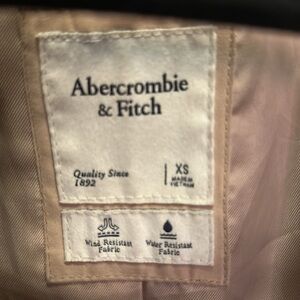 Abercrombie
& Fitch
Quality Since
1892
XS
MADE IN
VIETNAM
Wind Resistant
Fabric
Water Resistant
Fabric